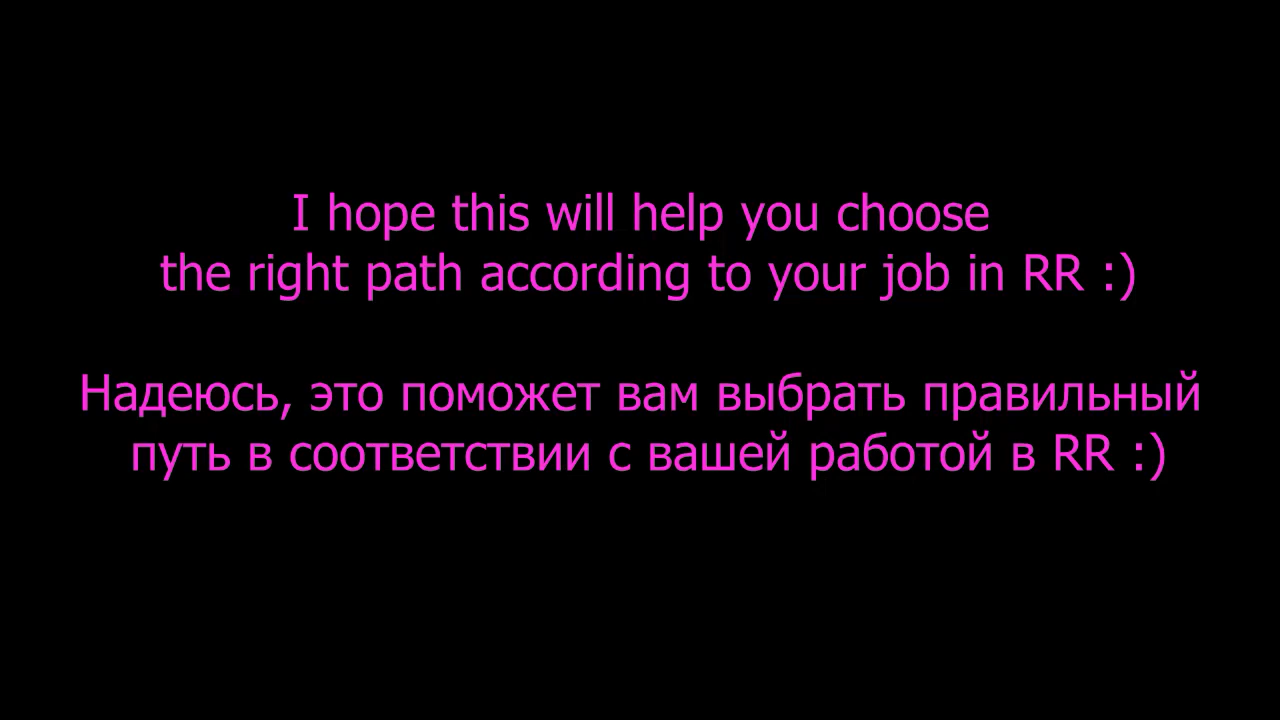 I hope this will help you choose
the right path according to your job in RR :)
Надеюсь, это поможет вам выбрать правильный
путь в соответствии с вашей работой в RR :)